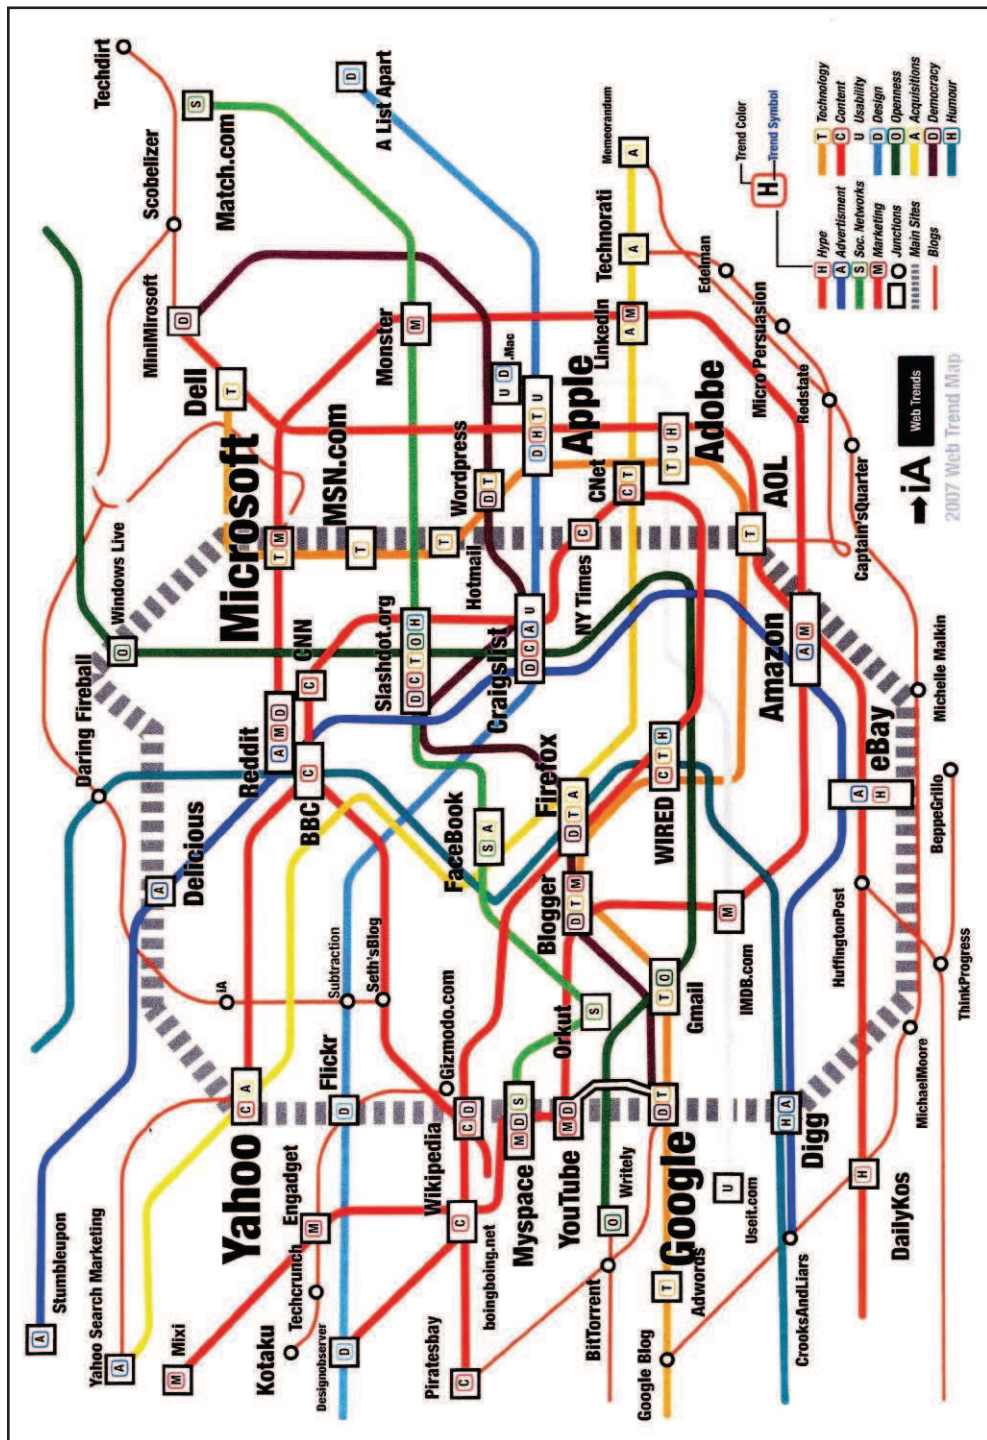 A
Stumbleupon
A
Yahoo Search Marketing
M
Mixi
Yahoo
C A
Delicious
A
O
Windows Live
Daring Fireball
MiniMirosoft
D
Scobelizer
Techdirt
Match.com
S
Dell
T
Microsoft
T M
MSN.com
T
Reddit
A M D
CNN
C
BBC
C
iA
Subtraction
Seth'sBlog
Kotaku
Techcrunch
Engadget
M
Designobserver
D
Flickr
D
A List Apart
D
Monster
M
Slashdot.org
D C T O H
Hotmail
T
Wordpress
D T
.Mac
U D
Apple
D H T U
Craigslist
D C A U
Piratesbay
C
boingboing.net
C
Wikipedia
C D
Gizmodo.com
FaceBook
S A
Myspace
M D S
YouTube
M D
Orkut
S
Blogger
D T M
Firefox
D T A
NY Times
C
CNet
C T
LinkedIn
A M
Technorati
A
Memeorandum
A
BitTorrent
Writely
O
Google
D T
Google Blog
Adwords
T
Gmail
T O
WIRED
C T H
Adobe
T U H
Edelman
Useit.com
U
IMDB.com
M
AOL
T
Micro Persuasion
Redstate
Digg
H A
CrooksAndLiars
Amazon
A M
Captain'sQuarter
HuffingtonPost
eBay
A H
DailyKos
H
MichaelMoore
ThinkProgress
BeppeGrillo
Michelle Malkin
iA
Web Trends
2007 Web Trend Map
Trend Color
Trend Symbol
H
H Hype
A Advertisment
S Soc. Networks
M Marketing
Junctions
Main Sites
Blogs
T Technology
C Content
U Usability
D Design
O Openness
A Acquisitions
D Democracy
H Humour